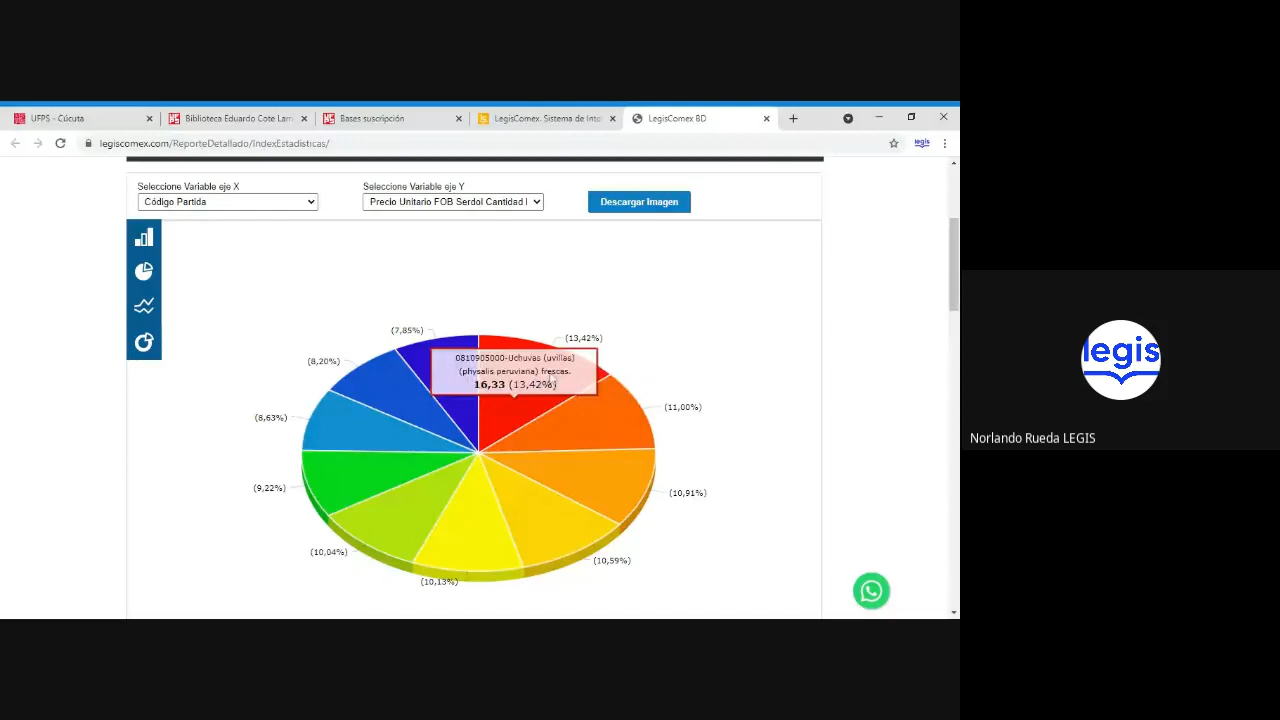 UFPS - Cúcuta
Biblioteca Eduardo Cote Lam
Bases suscripción
LegisComex. Sistema de Inte
LegisComex BD
legiscomex.com/ReporteDetallado/IndexEstadisticas/
legis
Seleccione Variable eje X
Seleccione Variable eje Y
Código Partida
Precio Unitario FOB Serdol Cantidad
Descargar Imagen
(7,85%)
(13,42%)
0810905000-Uchuvas (uvillas)
(physalis peruviana) frescas.
16,33 (13,42%)
(8,20%)
(11,00%)
(8,63%)
(9,22%)
(10,91%)
(10,04%)
(10,59%)
(10,13%)
legis
Norlando Rueda LEGIS